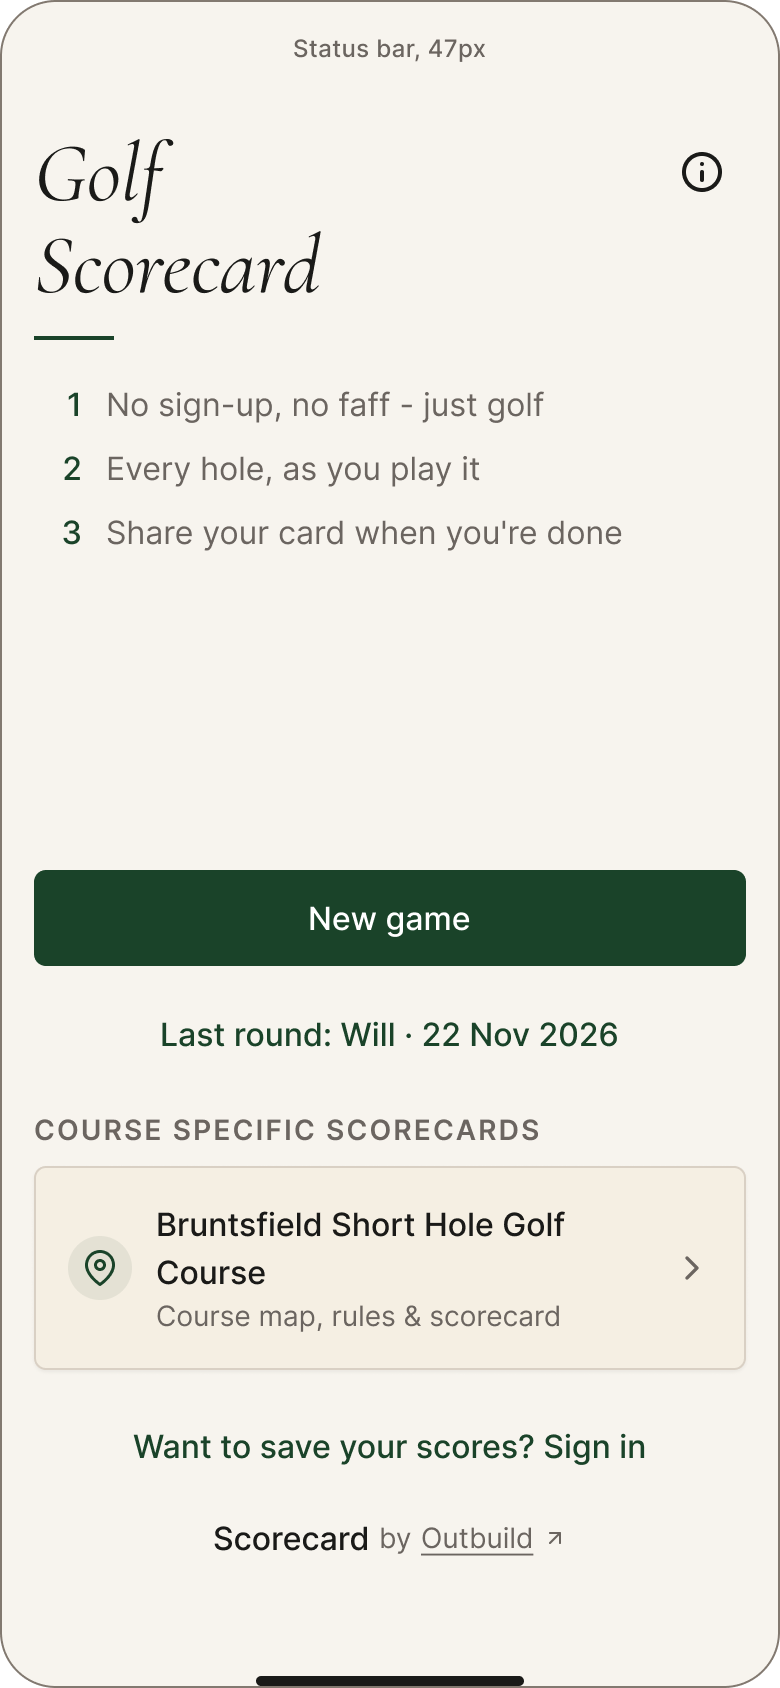 Status bar, 47px
Golf
Scorecard
1 No sign-up, no faff - just golf
2 Every hole, as you play it
3 Share your card when you're done
New game
Last round: Will · 22 Nov 2026
COURSE SPECIFIC SCORECARDS
Bruntsfield Short Hole Golf
Course
Course map, rules & scorecard
Want to save your scores? Sign in
Scorecard by Outbuild